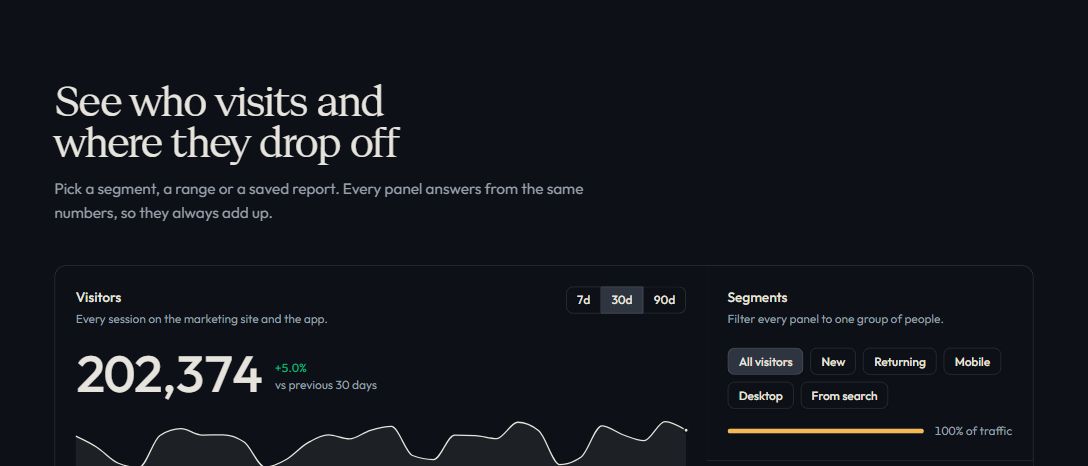 See who visits and
where they drop off
Pick a segment, a range or a saved report. Every panel answers from the same
numbers, so they always add up.
Visitors
Every session on the marketing site and the app.
7d
30d
90d
202,374
+5.0%
vs previous 30 days
Segments
Filter every panel to one group of people.
All visitors
New
Returning
Mobile
Desktop
From search
100% of traffic